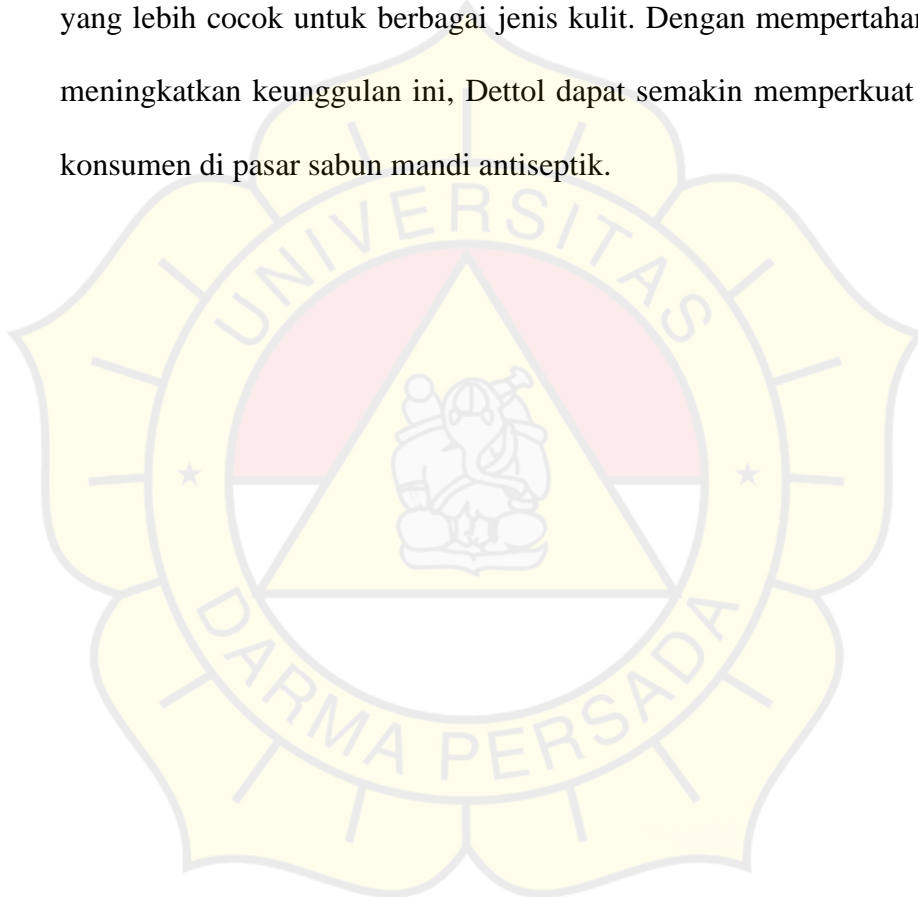 yang lebih cocok untuk berbagai jenis kulit. Dengan mempertahan
meningkatkan keunggulan ini, Dettol dapat semakin memperkuat
konsumen di pasar sabun mandi antiseptik.
UNIVERSITAS
DARMA PERSADA